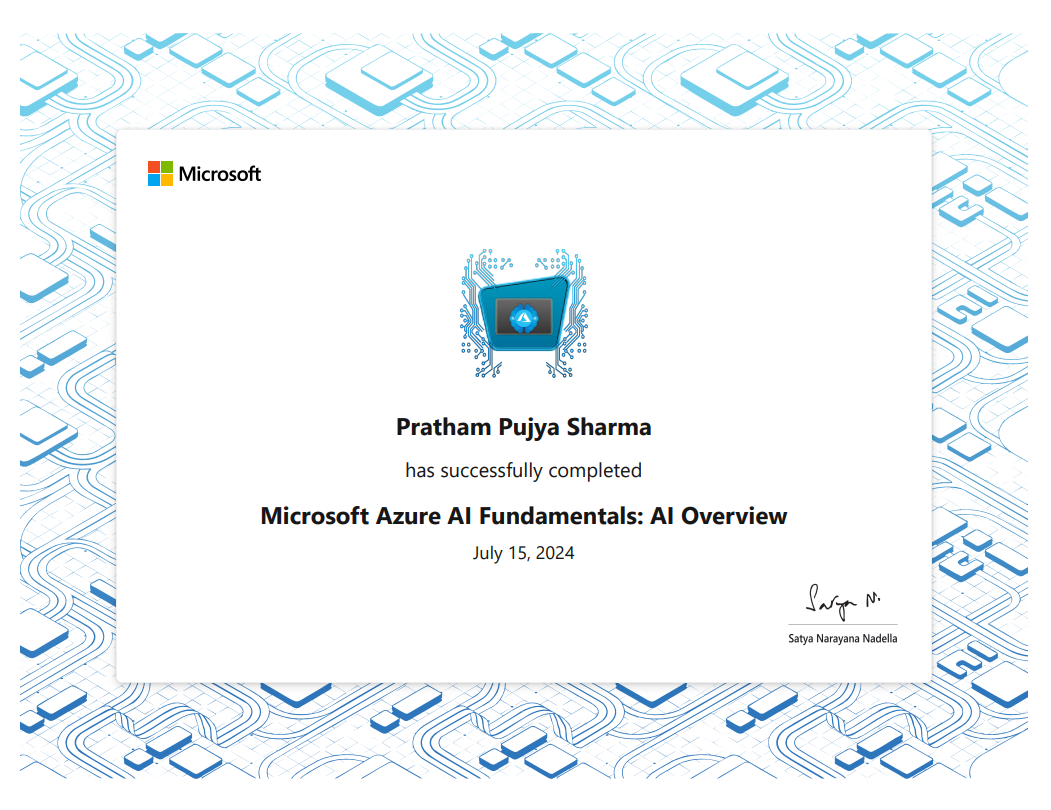 Microsoft
Pratham Pujya Sharma
has successfully completed
Microsoft Azure AI Fundamentals: AI Overview
July 15, 2024
Satya N.
Satya Narayana Nadella